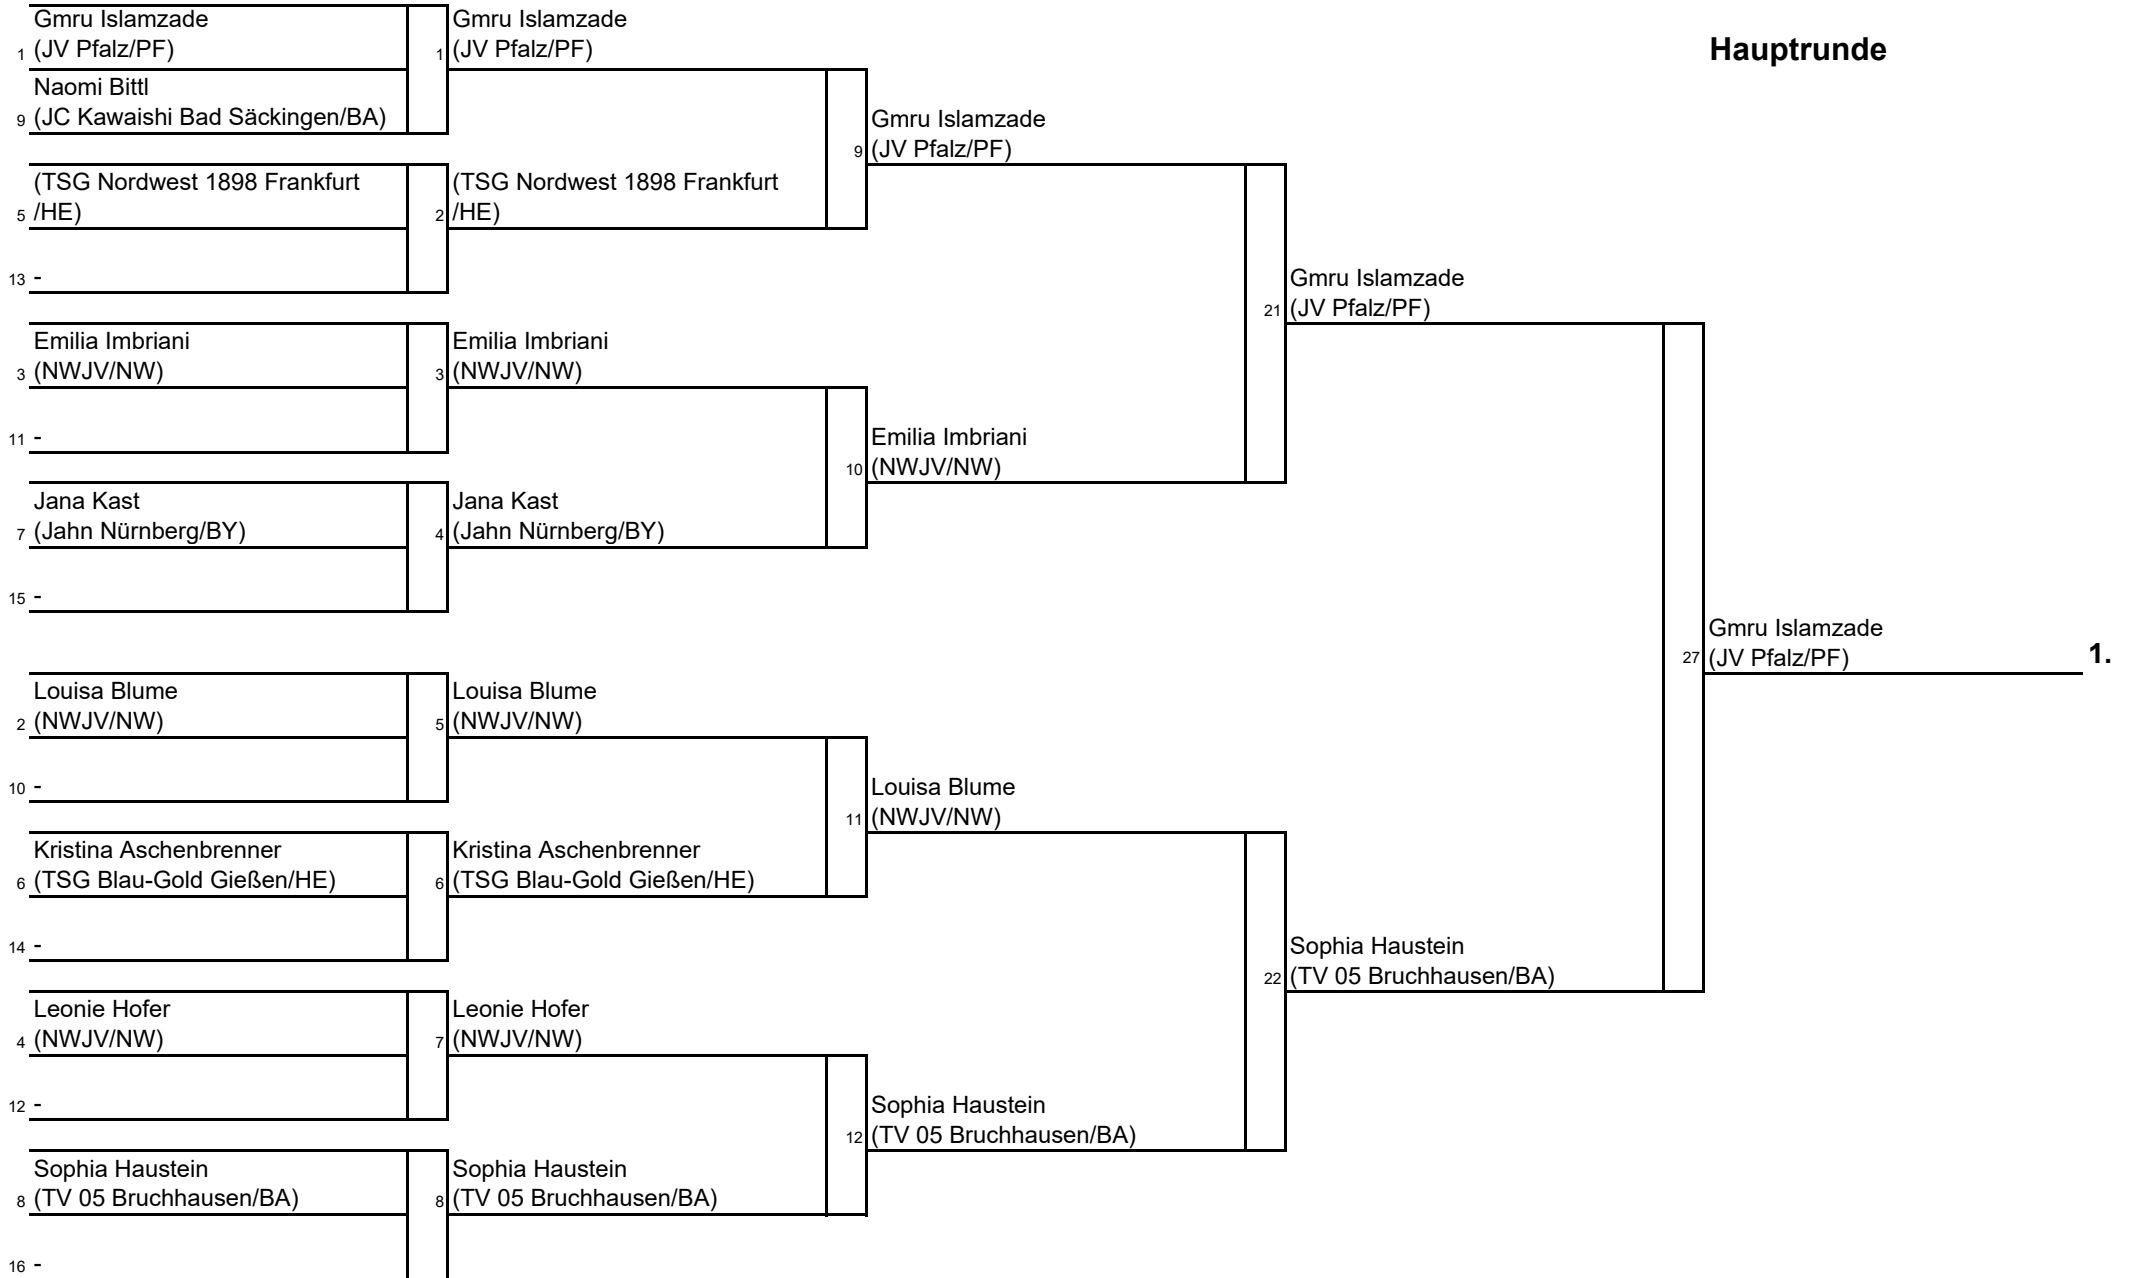 Hauptrunde
Gmru Islamzade
1 (JV Pfalz/PF)
Naomi Bittl
9 (JC Kawaishi Bad Säckingen/BA)
(TSG Nordwest 1898 Frankfurt
5 /HE)
13 -
Emilia Imbriani
3 (NWJV/NW)
11 -
Jana Kast
7 (Jahn Nürnberg/BY)
15 -
Louisa Blume
2 (NWJV/NW)
10 -
Kristina Aschenbrenner
6 (TSG Blau-Gold Gießen/HE)
14 -
Leonie Hofer
4 (NWJV/NW)
12 -
Sophia Haustein
8 (TV 05 Bruchhausen/BA)
16 -
Gmru Islamzade
1 (JV Pfalz/PF)
(TSG Nordwest 1898 Frankfurt
2 /HE)
Emilia Imbriani
3 (NWJV/NW)
Jana Kast
4 (Jahn Nürnberg/BY)
Louisa Blume
5 (NWJV/NW)
Kristina Aschenbrenner
6 (TSG Blau-Gold Gießen/HE)
Leonie Hofer
7 (NWJV/NW)
Sophia Haustein
8 (TV 05 Bruchhausen/BA)
Gmru Islamzade
9 (JV Pfalz/PF)
Emilia Imbriani
10 (NWJV/NW)
Louisa Blume
11 (NWJV/NW)
Sophia Haustein
12 (TV 05 Bruchhausen/BA)
Gmru Islamzade
21 (JV Pfalz/PF)
Sophia Haustein
22 (TV 05 Bruchhausen/BA)
Gmru Islamzade
27 (JV Pfalz/PF) 1.